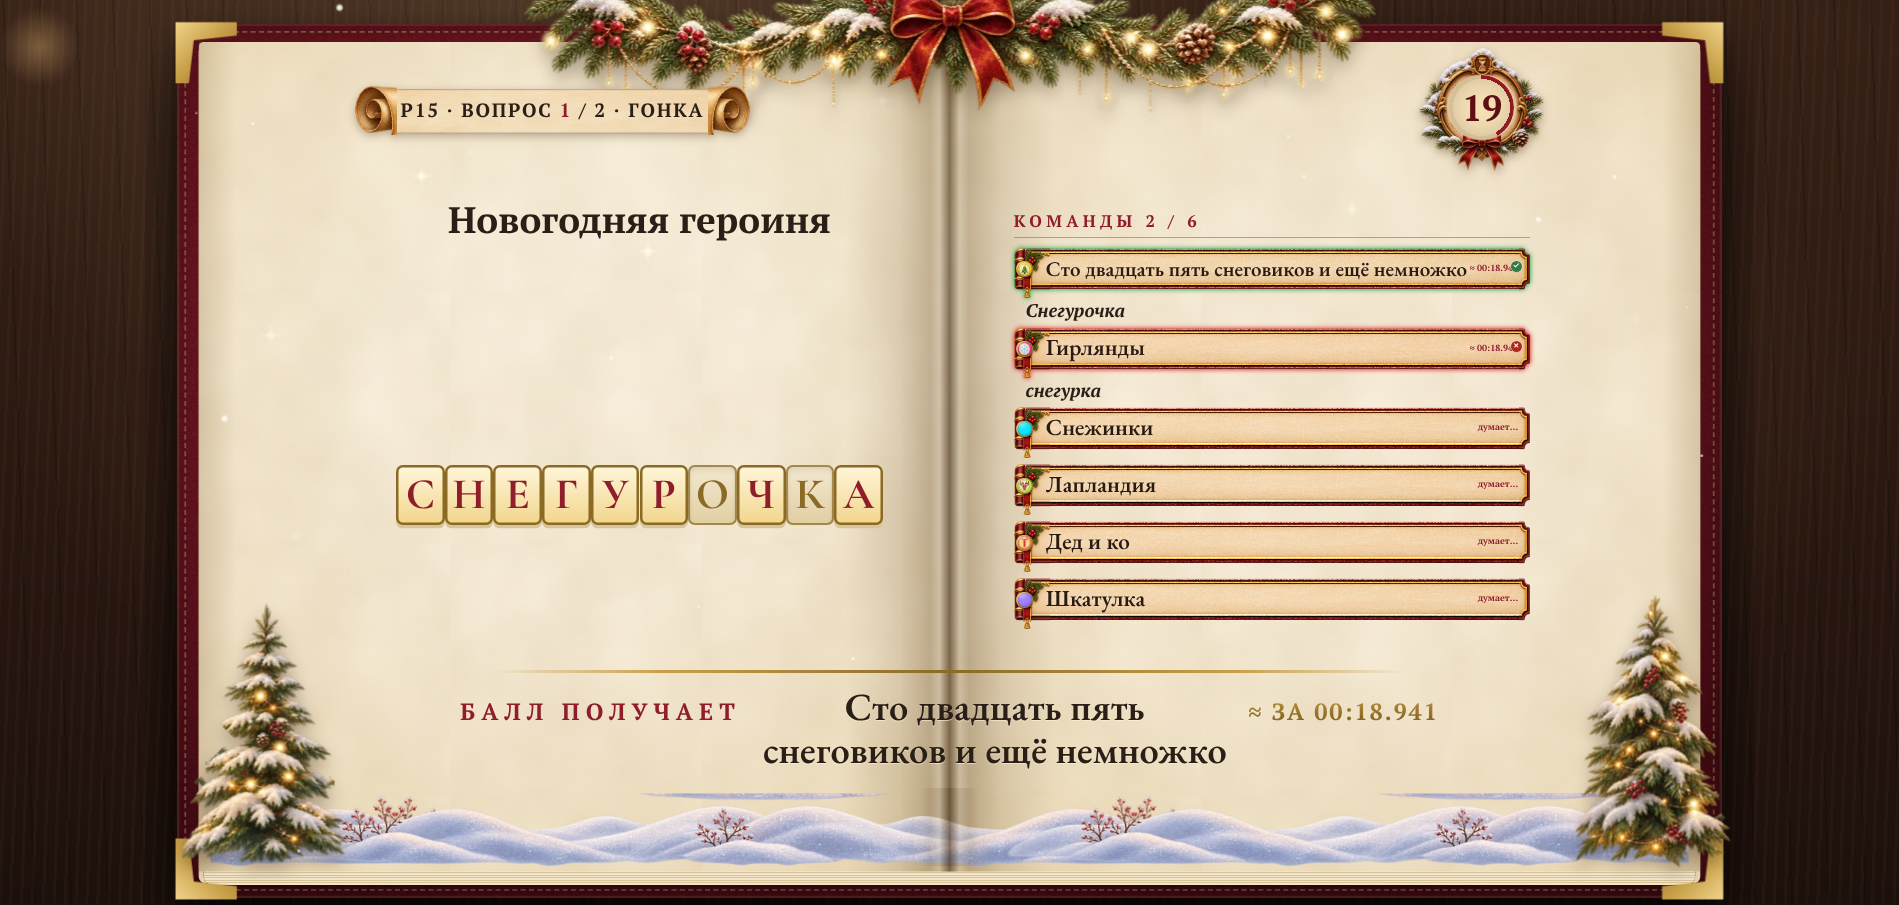 Р15 · ВОПРОС 1 / 2 · ГОНКА
19
Новогодняя героиня
СНЕГУРОЧКА
КОМАНДЫ 2 / 6
Сто двадцать пять снеговиков и ещё немножко
Снегурочка
Гирлянды
снегурка
Снежинки думает...
Лапландия думает...
Дед и ко думает...
Шкатулка думает...
БАЛЛ ПОЛУЧАЕТ
Сто двадцать пять
снеговиков и ещё немножко
≈ ЗА 00:18.941